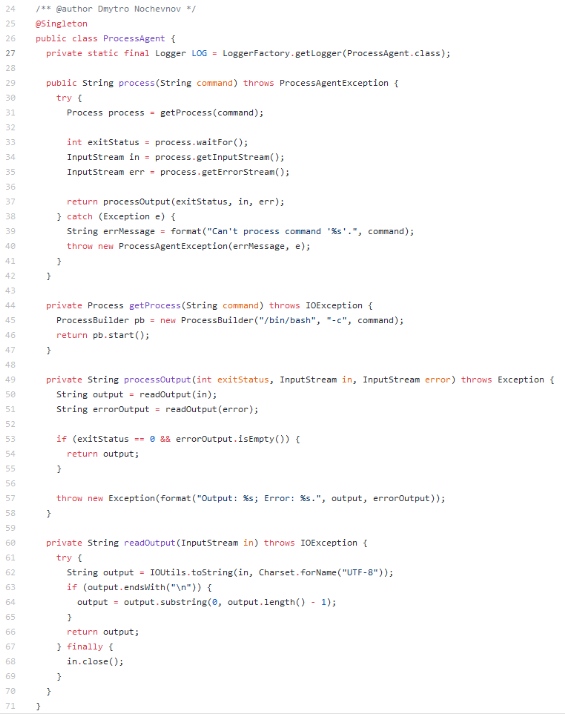 24 /** @author Dmytro Nochevnov */
25 @Singleton
26 public class ProcessAgent {
27 private static final Logger LOG = LoggerFactory.getLogger(ProcessAgent.class);
28
29 public String process(String command) throws ProcessAgentException {
30 try {
31 Process process = getProcess(command);
32
33 int exitStatus = process.waitFor();
34 InputStream in = process.getInputStream();
35 InputStream err = process.getErrorStream();
36
37 return processOutput(exitStatus, in, err);
38 } catch (Exception e) {
39 String errMessage = format("Can't process command '%s'.", command);
40 throw new ProcessAgentException(errMessage, e);
41 }
42 }
43
44 private Process getProcess(String command) throws IOException {
45 ProcessBuilder pb = new ProcessBuilder("/bin/bash", "-c", command);
46 return pb.start();
47 }
48
49 private String processOutput(int exitStatus, InputStream in, InputStream error) throws Exception {
50 String output = readOutput(in);
51 String errorOutput = readOutput(error);
52
53 if (exitStatus == 0 && errorOutput.isEmpty()) {
54 return output;
55 }
56
57 throw new Exception(format("Output: %s; Error: %s.", output, errorOutput));
58 }
59
60 private String readOutput(InputStream in) throws IOException {
61 try {
62 String output = IOUtils.toString(in, Charset.forName("UTF-8"));
63 if (output.endsWith("\n")) {
64 output = output.substring(0, output.length() - 1);
65 }
66 return output;
67 } finally {
68 in.close();
69 }
70 }
71 }